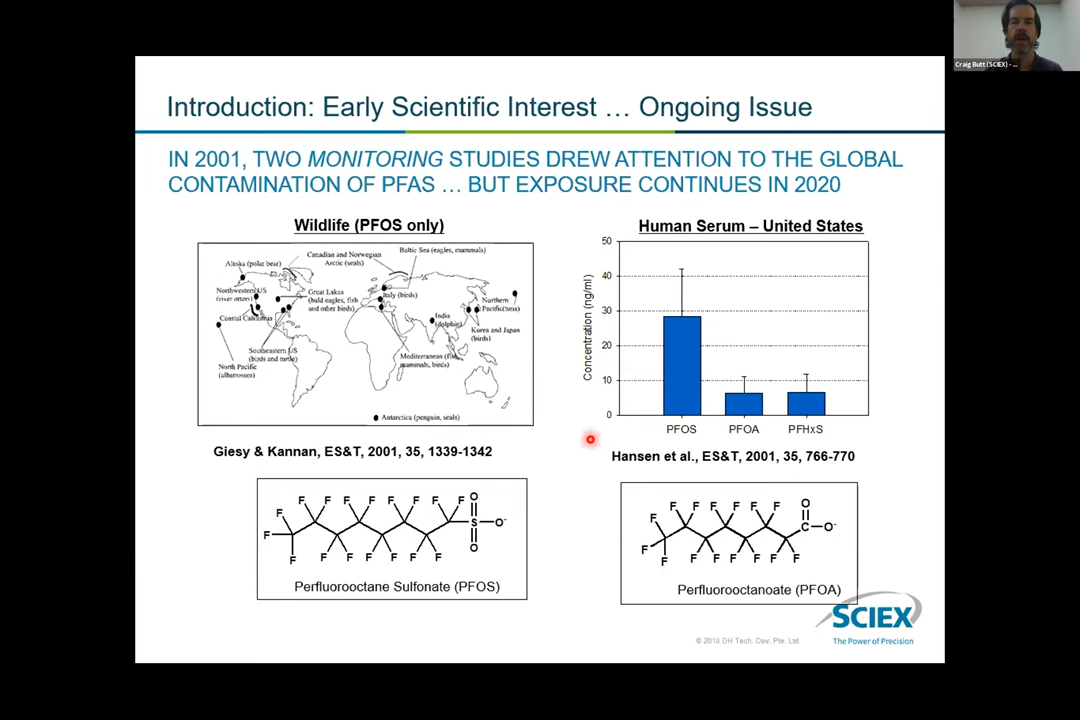 Craig Butt (SCIEX) - ...
Introduction: Early Scientific Interest … Ongoing Issue
IN 2001, TWO MONITORING STUDIES DREW ATTENTION TO THE GLOBAL
CONTAMINATION OF PFAS … BUT EXPOSURE CONTINUES IN 2020
Wildlife (PFOS only)
Alaska (polar bear)
Canadian and Norwegian
Arctic (seals)
Baltic Sea (eagles, mammals)
Northwestern US
(river otters)
Great Lakes
(bald eagles, fish
and other birds)
Italy (birds)
Northern
Pacific(tuna)
Coastal California
India
(dolphin)
Korea and Japan
(birds)
Southeastern US
(birds and turtle)
Mediterranean (fish,
mammals, birds)
North Pacific
(albatrosses)
Antarctica (penguin, seals)
Giesy & Kannan, ES&T, 2001, 35, 1339-1342
Human Serum – United States
Concentration (ng/ml)
50
40
30
20
10
0
PFOS
PFOA
PFHxS
Hansen et al., ES&T, 2001, 35, 766-770
F F F F F F F F O
F S O-
F F F F F F F F O
Perfluorooctane Sulfonate (PFOS)
F F F F F F F O
C O-
F F F F F F F F
Perfluorooctanoate (PFOA)
SCIEX
The Power of Precision
© 2019 DH Tech. Dev. Pte. Ltd.